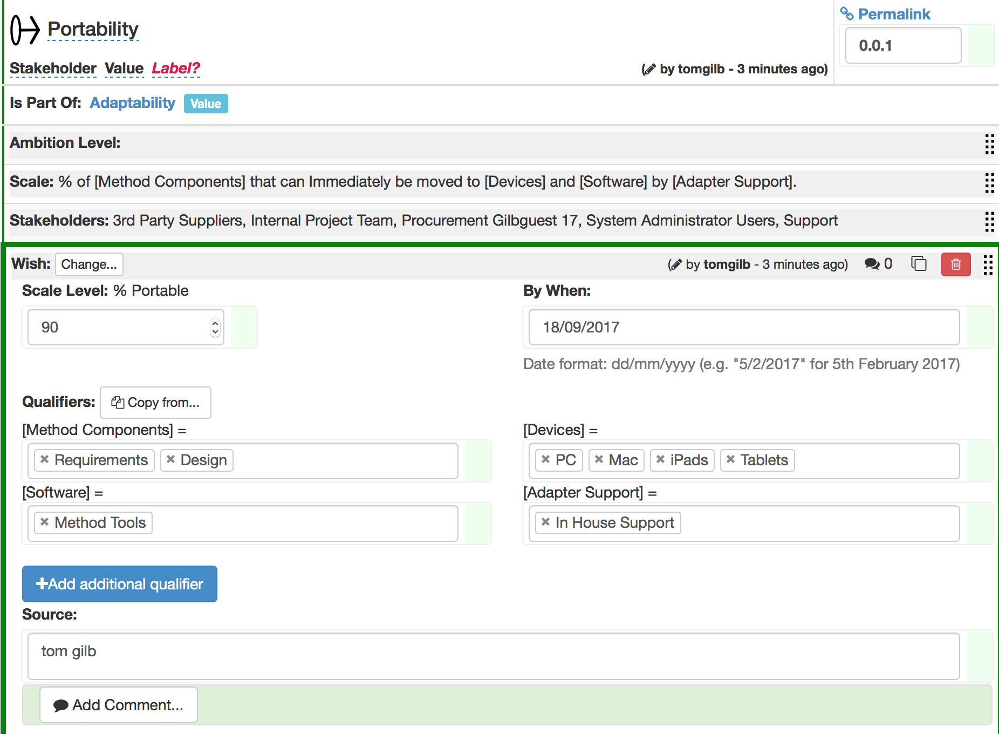 Portability
Permalink
0.0.1
Stakeholder Value Label?
(by tomgilb - 3 minutes ago)
Is Part Of: Adaptability Value
Ambition Level:
Scale: % of [Method Components] that can Immediately be moved to [Devices] and [Software] by [Adapter Support].
Stakeholders: 3rd Party Suppliers, Internal Project Team, Procurement Gilbguest 17, System Administrator Users, Support
Wish: Change... (by tomgilb - 3 minutes ago) 0
Scale Level: % Portable
90
By When:
18/09/2017
Date format: dd/mm/yyyy (e.g. "5/2/2017" for 5th February 2017)
Qualifiers: Copy from...
[Method Components] =
× Requirements × Design
[Devices] =
× PC × Mac × iPads × Tablets
[Software] =
× Method Tools
[Adapter Support] =
× In House Support
+Add additional qualifier
Source:
tom gilb
Add Comment...